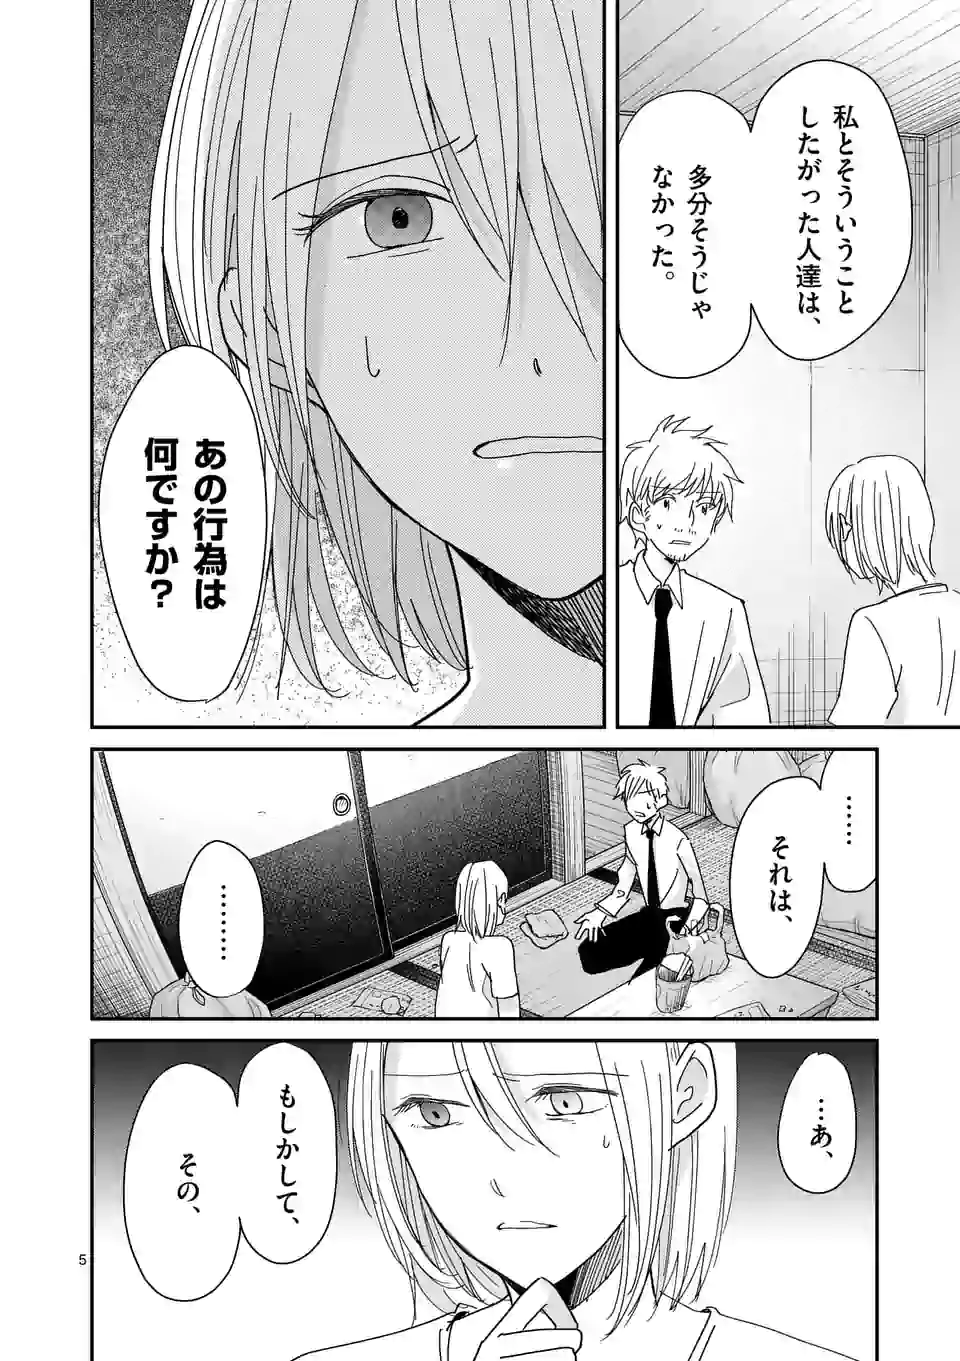 私とそういうこと
したがった人達は、
多分そうじゃ
なかった。
あの行為は
何ですか?
……
それは、
………
…あ、
もしかして、
その、
5